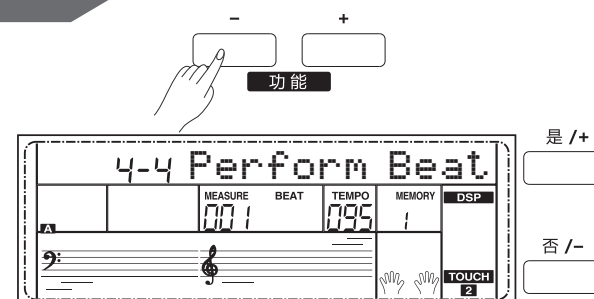 - +
功能
4-4 Perform Beat
是 /+
MEASURE BEAT TEMPO MEMORY DSP
001 095 1
A
否 /-
TOUCH
2